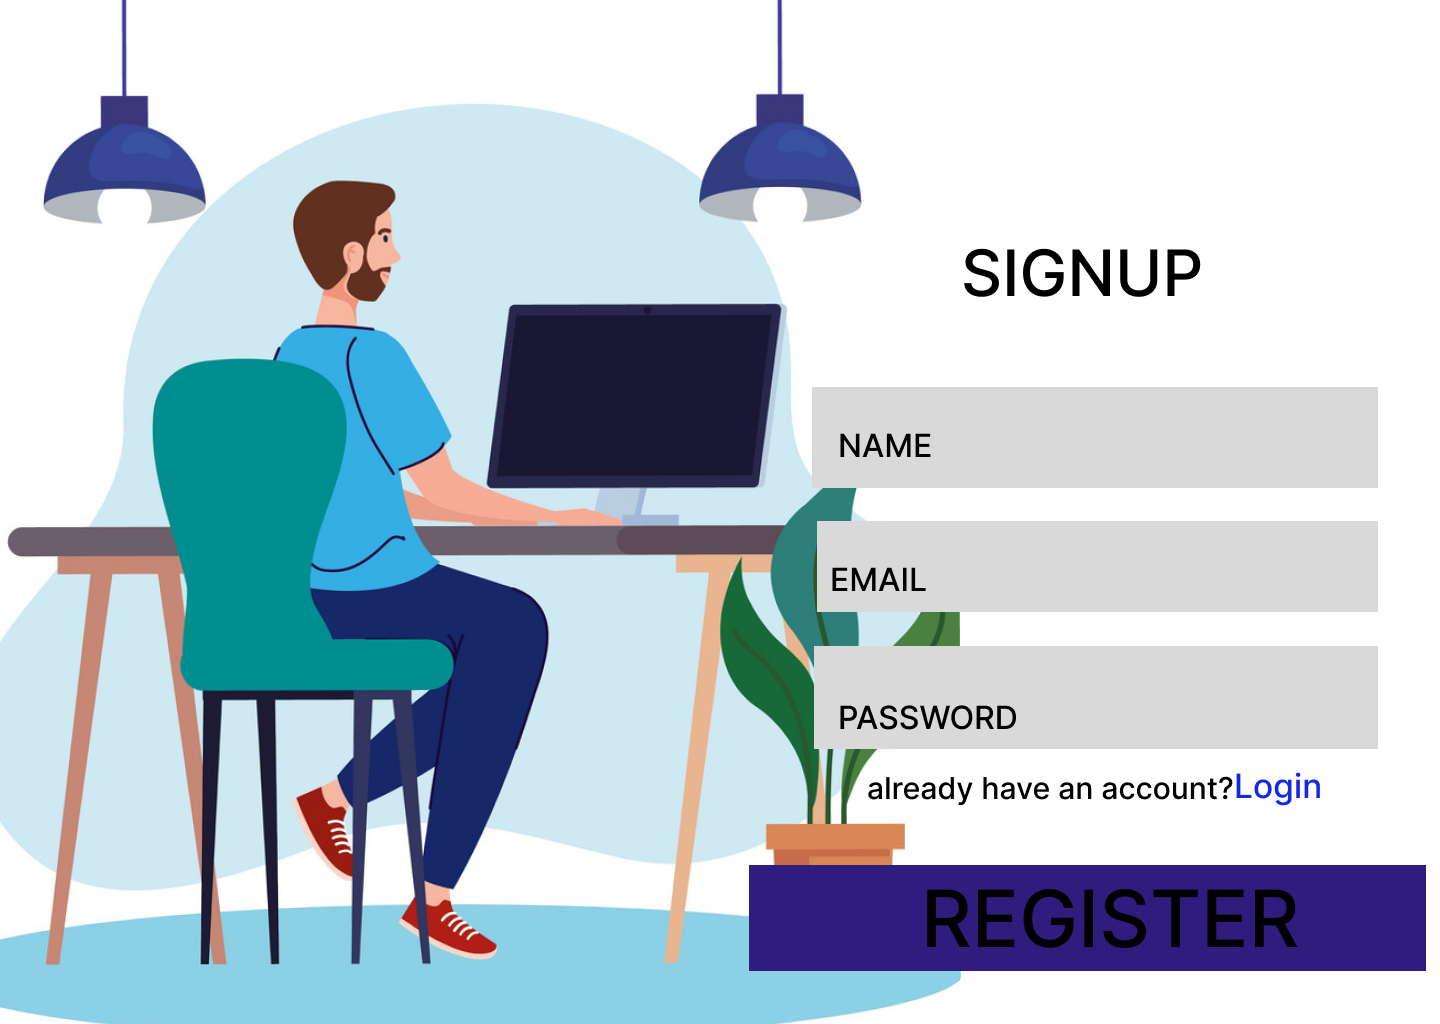 SIGNUP
NAME
EMAIL
PASSWORD
already have an account?Login
REGISTER